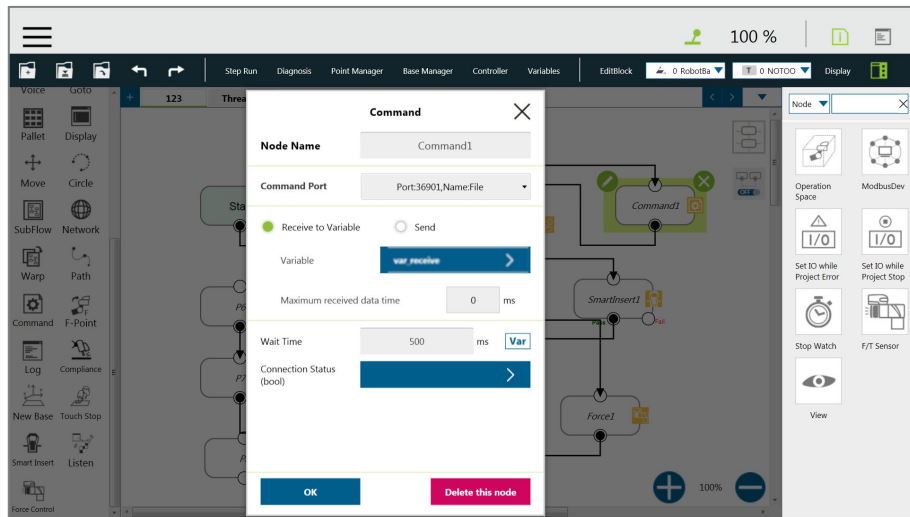 100 %
Step Run Diagnosis Point Manager Base Manager Controller Variables EditBlock 0 RobotBa T 0 NOTOO Display
Voice Goto
123 Threa
Node
Pallet Display
Move Circle
SubFlow Network
Warp Path
Command F-Point
Log Compliance
New Base Touch Stop
Smart Insert Listen
Force Control
Command
Node Name Command1
Command Port Port:36901,Name:File
Receive to Variable Send
Variable var_receive
Maximum received data time 0 ms
Wait Time 500 ms Var
Connection Status
(bool)
OK Delete this node
Sta
P6
P7
P
Command1
OFF
SmartInsert1
Pass Fail
Force1
100%
Operation
Space
ModbusDev
I/O I/O
Set IO while
Project Error
Set IO while
Project Stop
Stop Watch F/T Sensor
View